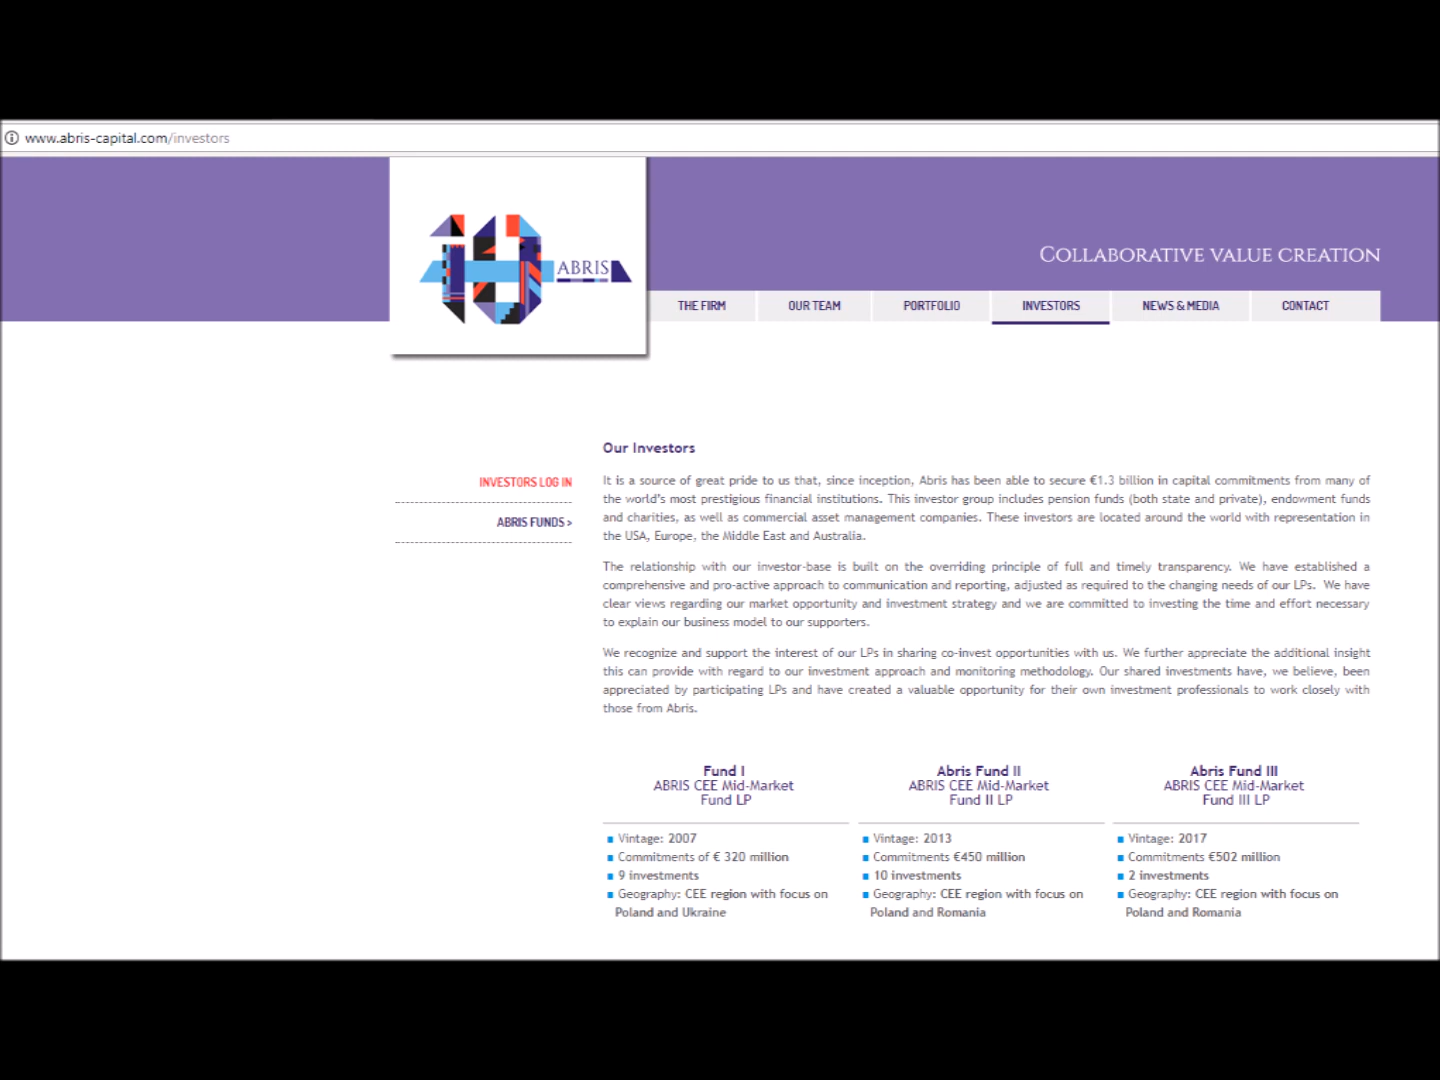 www.abris-capital.com/investors
ABRIS
COLLABORATIVE VALUE CREATION
THE FIRM
OUR TEAM
PORTFOLIO
INVESTORS
NEWS & MEDIA
CONTACT
INVESTORS LOG IN
ABRIS FUNDS >
Our Investors
It is a source of great pride to us that, since inception, Abris has been able to secure €1.3 billion in capital commitments from many of
the world's most prestigious financial institutions. This investor group includes pension funds (both state and private), endowment funds
and charities, as well as commercial asset management companies. These investors are located around the world with representation in
the USA, Europe, the Middle East and Australia.
The relationship with our investor-base is built on the overriding principle of full and timely transparency. We have established a
comprehensive and pro-active approach to communication and reporting, adjusted as required to the changing needs of our LPs. We have
clear views regarding our market opportunity and investment strategy and we are committed to investing the time and effort necessary
to explain our business model to our supporters.
We recognize and support the interest of our LPs in sharing co-invest opportunities with us. We further appreciate the additional insight
this can provide with regard to our investment approach and monitoring methodology. Our shared investments have, we believe, been
appreciated by participating LPs and have created a valuable opportunity for their own investment professionals to work closely with
those from Abris.
Fund I
ABRIS CEE Mid-Market
Fund LP
Vintage: 2007
Commitments of € 320 million
9 investments
Geography: CEE region with focus on
Poland and Ukraine
Abris Fund II
ABRIS CEE Mid-Market
Fund II LP
Vintage: 2013
Commitments €450 million
10 investments
Geography: CEE region with focus on
Poland and Romania
Abris Fund III
ABRIS CEE Mid-Market
Fund III LP
Vintage: 2017
Commitments €502 million
2 investments
Geography: CEE region with focus on
Poland and Romania